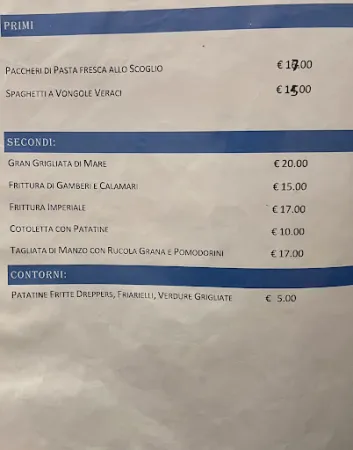 PRIMI
PACCHERI DI PASTA FRESCA ALLO SCOGLIO € 17.00
SPAGHETTI A VONGOLE VERACI € 15.00
SECONDI:
GRAN GRIGLIATA DI MARE € 20.00
FRITTURA DI GAMBERI E CALAMARI € 15.00
FRITTURA IMPERIALE € 17.00
COTOLETTA CON PATATINE € 10.00
TAGLIATA DI MANZO CON RUCOLA GRANA E POMODORINI € 17.00
CONTORNI:
PATATINE FRITTE DREPPERS, FRIARIELLI, VERDURE GRIGLIATE € 5.00